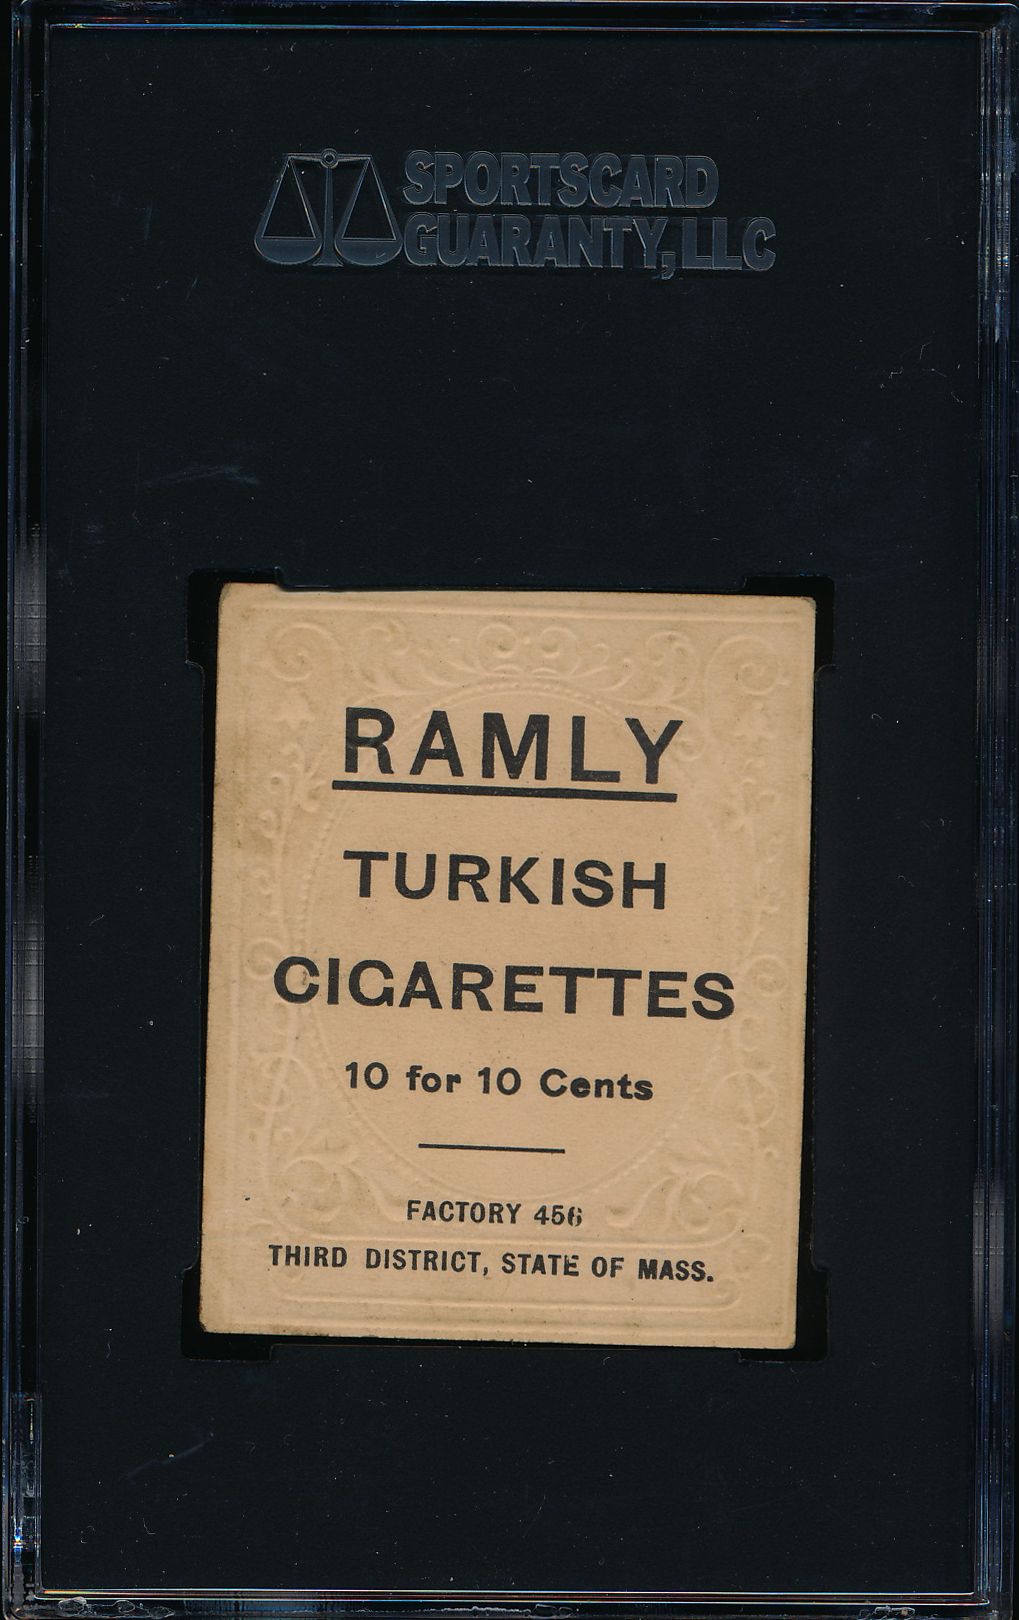 SPORTSCARD
GUARANTY, LLC
RAMLY
TURKISH
CIGARETTES
10 for 10 Cents
FACTORY 456
THIRD DISTRICT, STATE OF MASS.